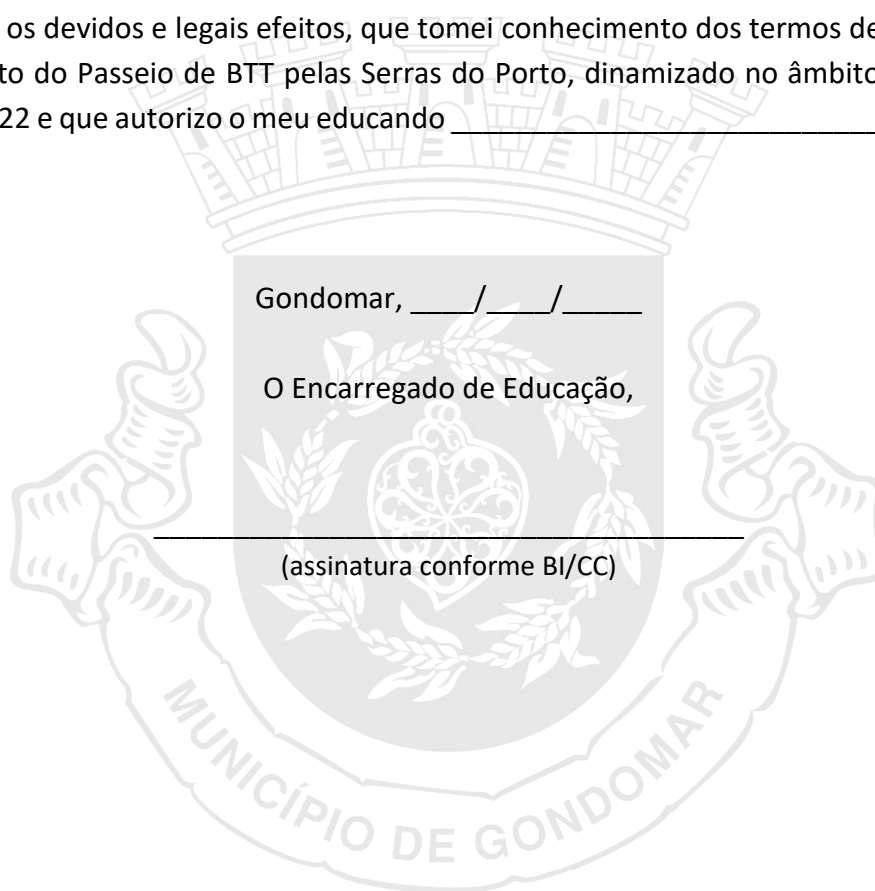 os devidos e legais efeitos, que tomei conhecimento dos termos de
to do Passeio de BTT pelas Serras do Porto, dinamizado no âmbito
22 e que autorizo o meu educando ____________________________
Gondomar, ____/____/_____
O Encarregado de Educação,
______________________________________
(assinatura conforme BI/CC)
MUNICÍPIO DE GONDOMAR